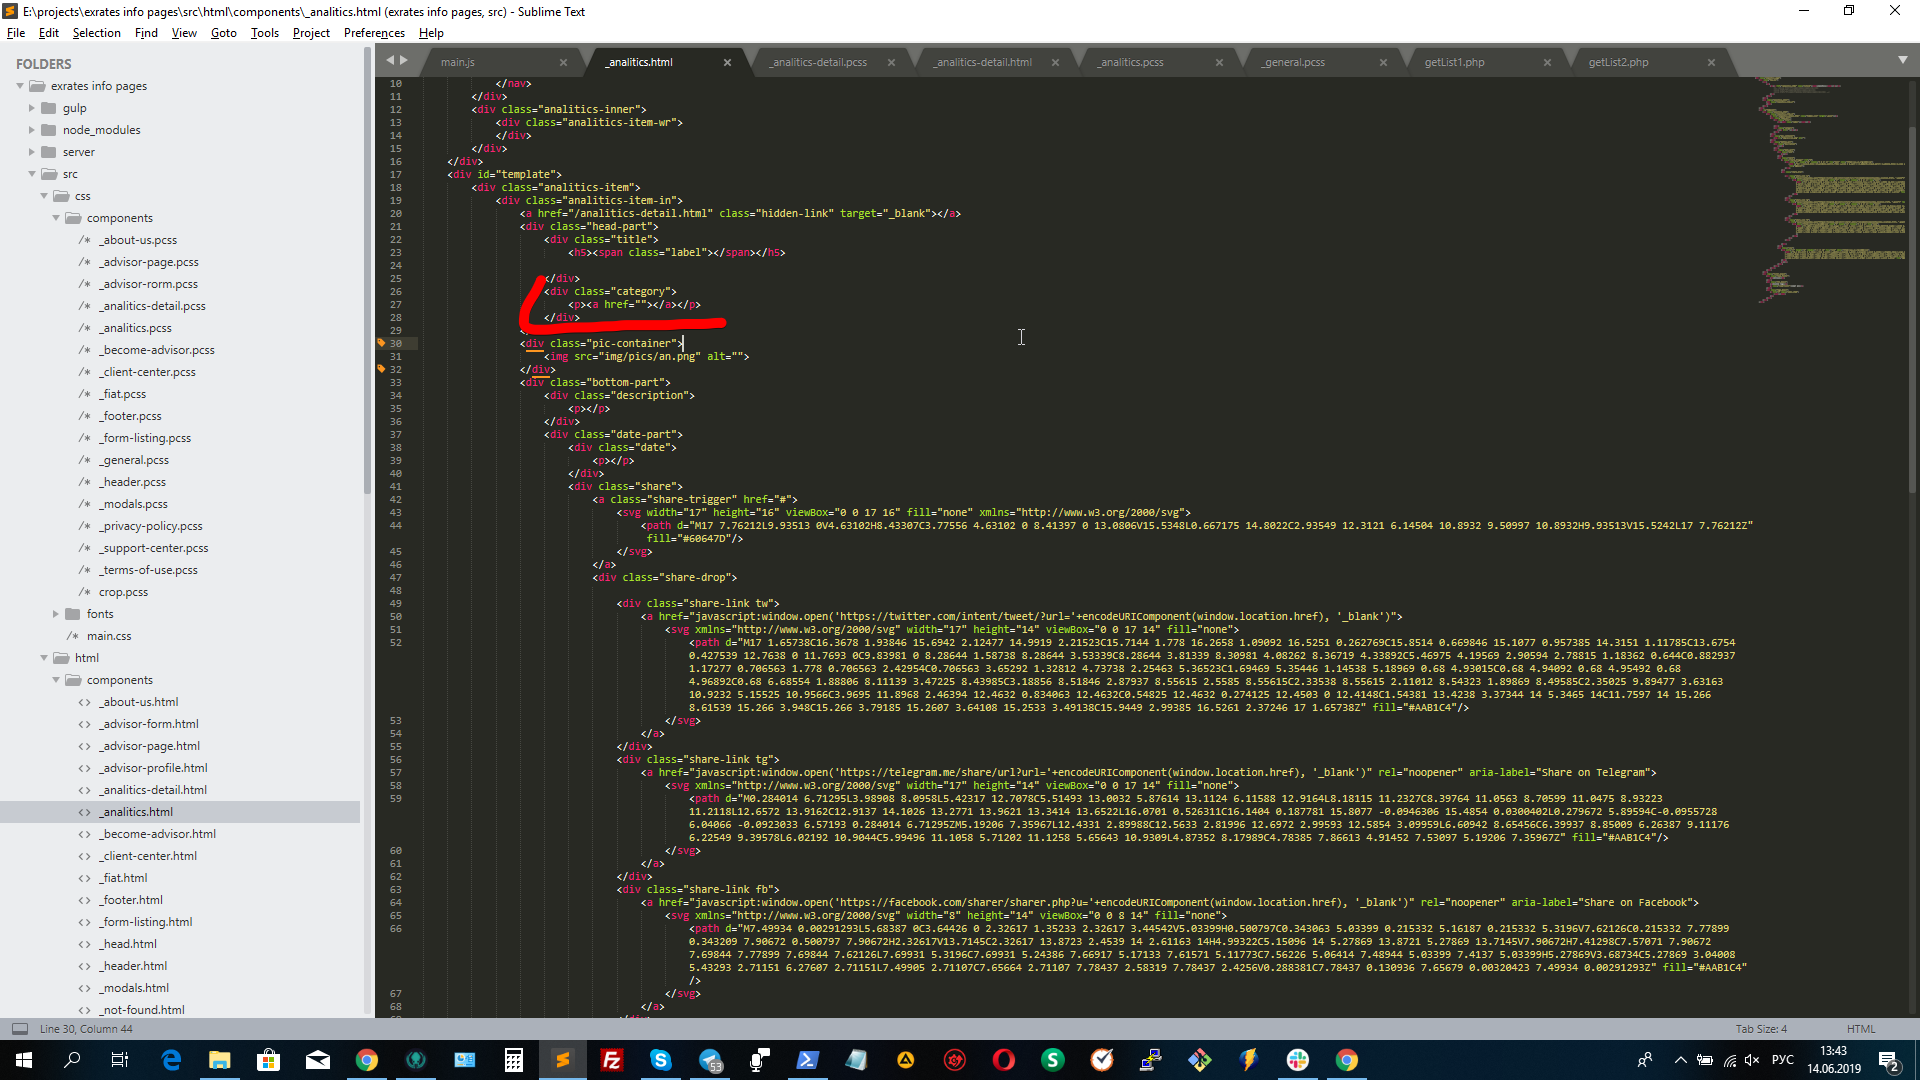 E:\projects\exrates info pages\src\html\components\_analitics.html (exrates info pages, src) - Sublime Text
File Edit Selection Find View Goto Tools Project Preferences Help
FOLDERS
exrates info pages
gulp
node_modules
server
src
css
components
/* _about-us.pcss
/* _advisor-page.pcss
/* _advisor-rorm.pcss
/* _analitics-detail.pcss
/* _analitics.pcss
/* _become-advisor.pcss
/* _client-center.pcss
/* _fiat.pcss
/* _footer.pcss
/* _form-listing.pcss
/* _general.pcss
/* _header.pcss
/* _modals.pcss
/* _privacy-policy.pcss
/* _support-center.pcss
/* _terms-of-use.pcss
/* crop.pcss
fonts
/* main.css
html
components
<> _about-us.html
<> _advisor-form.html
<> _advisor-page.html
<> _advisor-profile.html
<> _analitics-detail.html
<> _analitics.html
<> _become-advisor.html
<> _client-center.html
<> _fiat.html
<> _footer.html
<> _form-listing.html
<> _head.html
<> _header.html
<> _modals.html
<> _not-found.html
main.js _analitics.html _analitics-detail.pcss _analitics-detail.html _analitics.pcss _general.pcss getList1.php getList2.php
10 </nav>
11 </div>
12 <div class="analitics-inner">
13 <div class="analitics-item-wr">
14 </div>
15 </div>
16 </div>
17 <div id="template">
18 <div class="analitics-item">
19 <div class="analitics-item-in">
20 <a href="/analitics-detail.html" class="hidden-link" target="_blank"></a>
21 <div class="head-part">
22 <div class="title">
23 <h5><span class="label"></span></h5>
24
25 </div>
26 <div class="category">
27 <p><a href=""></a></p>
28 </div>
29
30 <div class="pic-container">
31 <img src="img/pics/an.png" alt="">
32 </div>
33 <div class="bottom-part">
34 <div class="description">
35 <p></p>
36 </div>
37 <div class="date-part">
38 <div class="date">
39 <p></p>
40 </div>
41 <div class="share">
42 <a class="share-trigger" href="#">
43 <svg width="17" height="16" viewBox="0 0 17 16" fill="none" xmlns="http://www.w3.org/2000/svg">
44 <path d="M17 7.76212L9.93513 0V4.63102H8.43307C3.77556 4.63102 0 8.41397 0 13.0806V15.5348L0.667175 14.8022C2.93549 12.3121 6.14504 10.8932 9.50997 10.8932H9.93513V15.5242L17 7.76212Z"
fill="#60647D"/>
45 </svg>
46 </a>
47 <div class="share-drop">
48
49 <div class="share-link tw">
50 <a href="javascript:window.open('https://twitter.com/intent/tweet/?url='+encodeURIComponent(window.location.href), '_blank')">
51 <svg xmlns="http://www.w3.org/2000/svg" width="17" height="14" viewBox="0 0 17 14" fill="none">
52 <path d="M17 1.65738C16.3678 1.93846 15.6942 2.12477 14.9919 2.21523C15.7144 1.778 16.2658 1.09092 16.5251 0.262769C15.8514 0.669846 15.1077 0.957385 14.3151 1.11785C13.6754
0.427539 12.7638 0 11.7693 0C9.83981 0 8.28644 1.58738 8.28644 3.53339C8.28644 3.81339 8.30981 4.08262 8.36719 4.33892C5.46975 4.19569 2.90594 2.78815 1.18362 0.644C0.882937
1.17277 0.706563 1.778 0.706563 2.42954C0.706563 3.65292 1.32812 4.73738 2.25463 5.36523C1.69469 5.35446 1.14538 5.18969 0.68 4.93015C0.68 4.94092 0.68 4.95492 0.68
4.96892C0.68 6.68554 1.88806 8.11139 3.47225 8.43985C3.18856 8.51846 2.87937 8.55615 2.5585 8.55615C2.33538 8.55615 2.11012 8.54323 1.89869 8.49585C2.35025 9.89477 3.63163
10.9232 5.15525 10.9566C3.9695 11.8968 2.46394 12.4632 0.834063 12.4632C0.54825 12.4632 0.274125 12.4503 0 12.4148C1.54381 13.4238 3.37344 14 5.3465 14C11.7597 14 15.266
8.61539 15.266 3.948C15.266 3.79185 15.2607 3.64108 15.2533 3.49138C15.9449 2.99385 16.5261 2.37246 17 1.65738Z" fill="#AAB1C4"/>
53 </svg>
54 </a>
55 </div>
56 <div class="share-link tg">
57 <a href="javascript:window.open('https://telegram.me/share/url?url='+encodeURIComponent(window.location.href), '_blank')" rel="noopener" aria-label="Share on Telegram">
58 <svg xmlns="http://www.w3.org/2000/svg" width="17" height="14" viewBox="0 0 17 14" fill="none">
59 <path d="M0.284014 6.71295L3.98908 8.0958L5.42317 12.7078C5.51493 13.0032 5.87614 13.1124 6.11588 12.9164L8.18115 11.2327C8.39764 11.0563 8.70599 11.0475 8.93223
11.2118L12.6572 13.9162C12.9137 14.1026 13.2771 13.9621 13.3414 13.6522L16.0701 0.526311C16.1404 0.187781 15.8077 -0.0946306 15.4854 0.0300402L0.279672 5.89594C-0.0955728
6.04066 -0.0923033 6.57193 0.284014 6.71295ZM5.19206 7.35967L12.4331 2.89988C12.5633 2.81996 12.6972 2.99593 12.5854 3.09959L6.60942 8.65456C6.39937 8.85009 6.26387 9.11176
6.22549 9.39578L6.02192 10.9044C5.99496 11.1058 5.71202 11.1258 5.65643 10.9309L4.87352 8.17989C4.78385 7.86613 4.91452 7.53097 5.19206 7.35967Z" fill="#AAB1C4"/>
60 </svg>
61 </a>
62 </div>
63 <div class="share-link fb">
64 <a href="javascript:window.open('https://facebook.com/sharer/sharer.php?u='+encodeURIComponent(window.location.href), '_blank')" rel="noopener" aria-label="Share on Facebook">
65 <svg xmlns="http://www.w3.org/2000/svg" width="8" height="14" viewBox="0 0 8 14" fill="none">
66 <path d="M7.49934 0.00291293L5.68387 0C3.64426 0 2.32617 1.35233 2.32617 3.44542V5.03399H0.500797C0.343063 5.03399 0.215332 5.16187 0.215332 5.3196V7.62126C0.215332 7.77899
0.343209 7.90672 0.500797 7.90672H2.32617V13.7145C2.32617 13.8723 2.4539 14 2.61163 14H4.99322C5.15096 14 5.27869 13.8721 5.27869 13.7145V7.90672H7.41298C7.57071 7.90672
7.69844 7.77899 7.69844 7.62126L7.69931 5.3196C7.69931 5.24386 7.66917 5.17133 7.61571 5.11773C7.56226 5.06414 7.48944 5.03399 7.4137 5.03399H5.27869V3.68734C5.27869 3.04008
5.43293 2.71151 6.27607 2.71151L7.49905 2.71107C7.65664 2.71107 7.78437 2.58319 7.78437 2.4256V0.288381C7.78437 0.130936 7.65679 0.00320423 7.49934 0.00291293Z" fill="#AAB1C4"
/>
67 </svg>
68 </a>
Line 30, Column 44 Tab Size: 4 HTML
53
РУС
13:43
14.06.2019
2